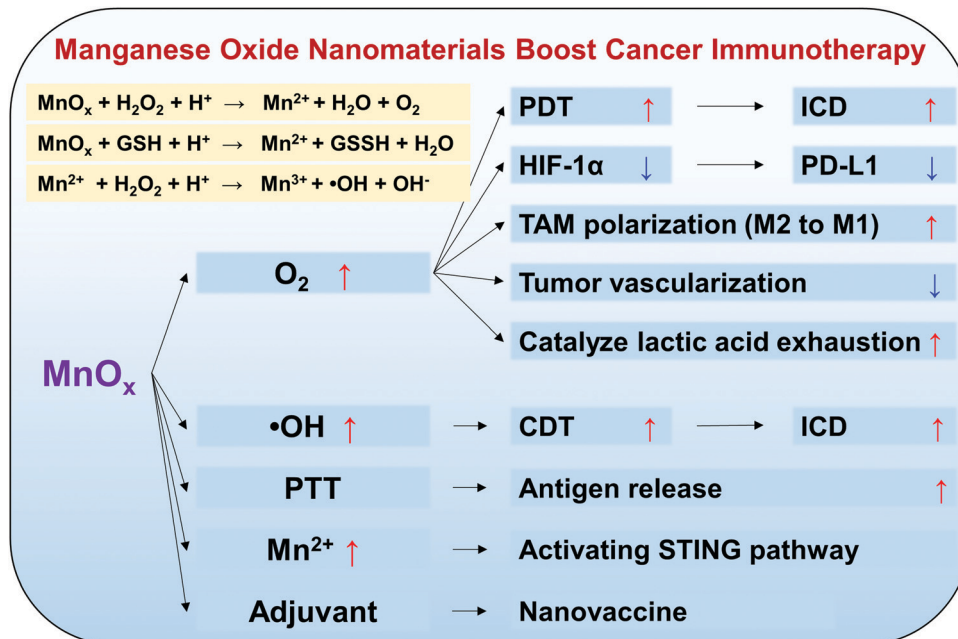 Manganese Oxide Nanomaterials Boost Cancer Immunotherapy
MnOₓ + H₂O₂ + H⁺ → Mn²⁺ + H₂O + O₂
MnOₓ + GSH + H⁺ → Mn²⁺ + GSSH + H₂O
Mn²⁺ + H₂O₂ + H⁺ → Mn³⁺ + •OH + OH⁻
PDT ↑ → ICD ↑
HIF-1α ↓ → PD-L1 ↓
TAM polarization (M2 to M1) ↑
O₂ ↑
Tumor vascularization ↓
Catalyze lactic acid exhaustion ↑
MnOₓ
•OH ↑ → CDT ↑ → ICD ↑
PTT → Antigen release ↑
Mn²⁺ ↑ → Activating STING pathway
Adjuvant → Nanovaccine